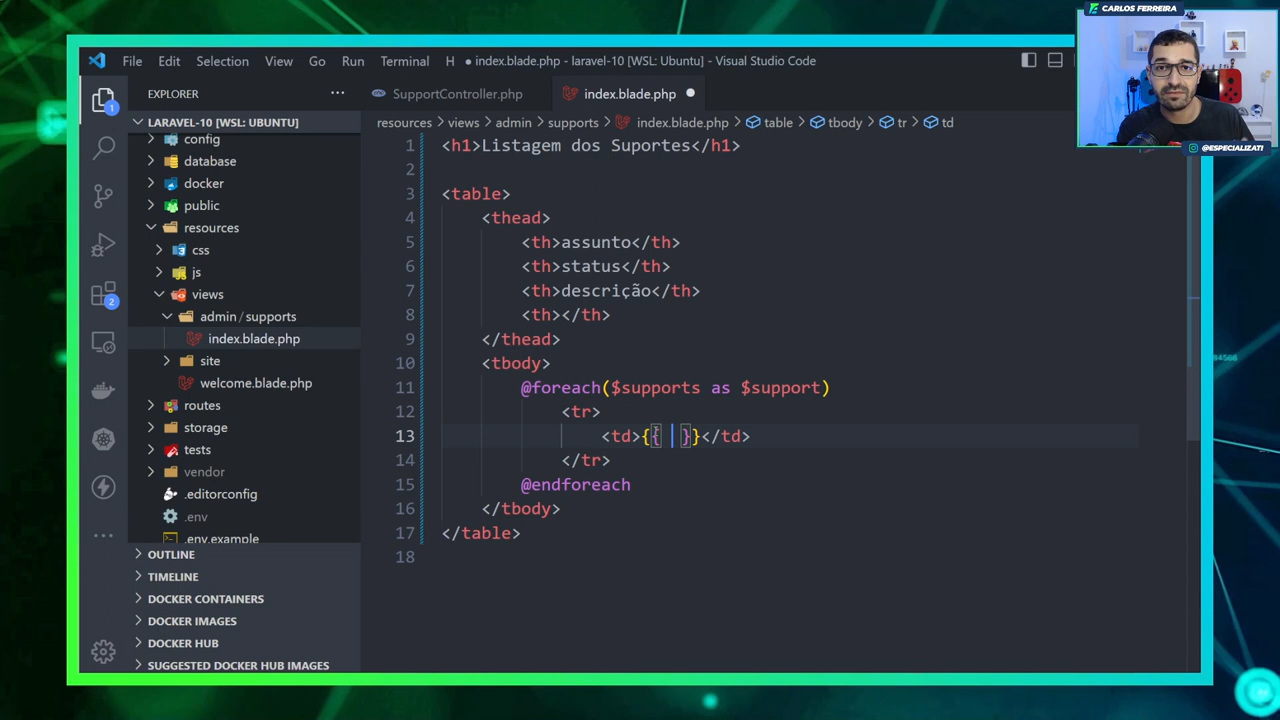 CARLOS FERREIRA
@ESPECIALIZATI
File Edit Selection View Go Run Terminal H ● index.blade.php - laravel-10 [WSL: Ubuntu] - Visual Studio Code
EXPLORER ···
SupportController.php index.blade.php ●
LARAVEL-10 [WSL: UBUNTU]
config
database
docker
public
resources
css
js
views
admin / supports
index.blade.php
site
welcome.blade.php
routes
storage
tests
vendor
.editorconfig
.env
.env.example
OUTLINE
TIMELINE
DOCKER CONTAINERS
DOCKER IMAGES
DOCKER HUB
SUGGESTED DOCKER HUB IMAGES
1
2
resources > views > admin > supports > index.blade.php > table > tbody > tr > td
1 <h1>Listagem dos Suportes</h1>
2
3 <table>
4 <thead>
5 <th>assunto</th>
6 <th>status</th>
7 <th>descrição</th>
8 <th></th>
9 </thead>
10 <tbody>
11 @foreach($supports as $support)
12 <tr>
13 <td>{{ }}</td>
14 </tr>
15 @endforeach
16 </tbody>
17 </table>
18
84566